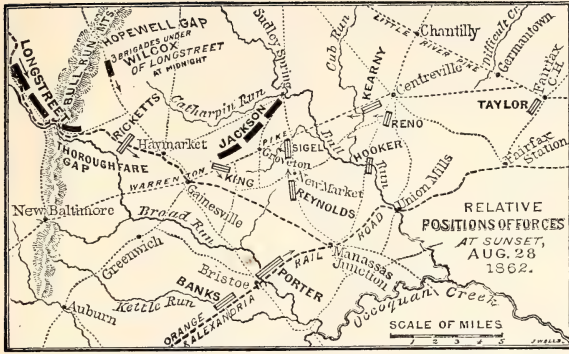 HOPEWELL GAP
3 BRIGADES UNDER
WILCOX
OF LONGSTREET
AT MIDNIGHT
LONGSTREET
BULL RUN MTS.
Sudley Spring
Cub Run
Chantilly
LITTLE RIVER PIKE
Difficult Cr.
Germantown
Fairfax
C.H.
KEARNY
Centreville
TAYLOR
RENO
Catharpin Run
RICKETTS
JACKSON
Haymarket
THOROUGHFARE
GAP
PIKE
Groveton
SIGEL
Bull
Run
HOOKER
Fairfax
Station
WARRENTON
KING
Gainesville
New Market
REYNOLDS
Union Mills
New Baltimore
Broad Run
Greenwich
RAIL ROAD
Manassas
Junction
RELATIVE
POSITIONS OF FORCES
AT SUNSET,
AUG. 28
1862.
Bristoe
PORTER
BANKS
Auburn
Kettle Run
ORANGE
& ALEXANDRIA
Occoquan Creek
SCALE OF MILES
1 2 3 4 5
J WELLS